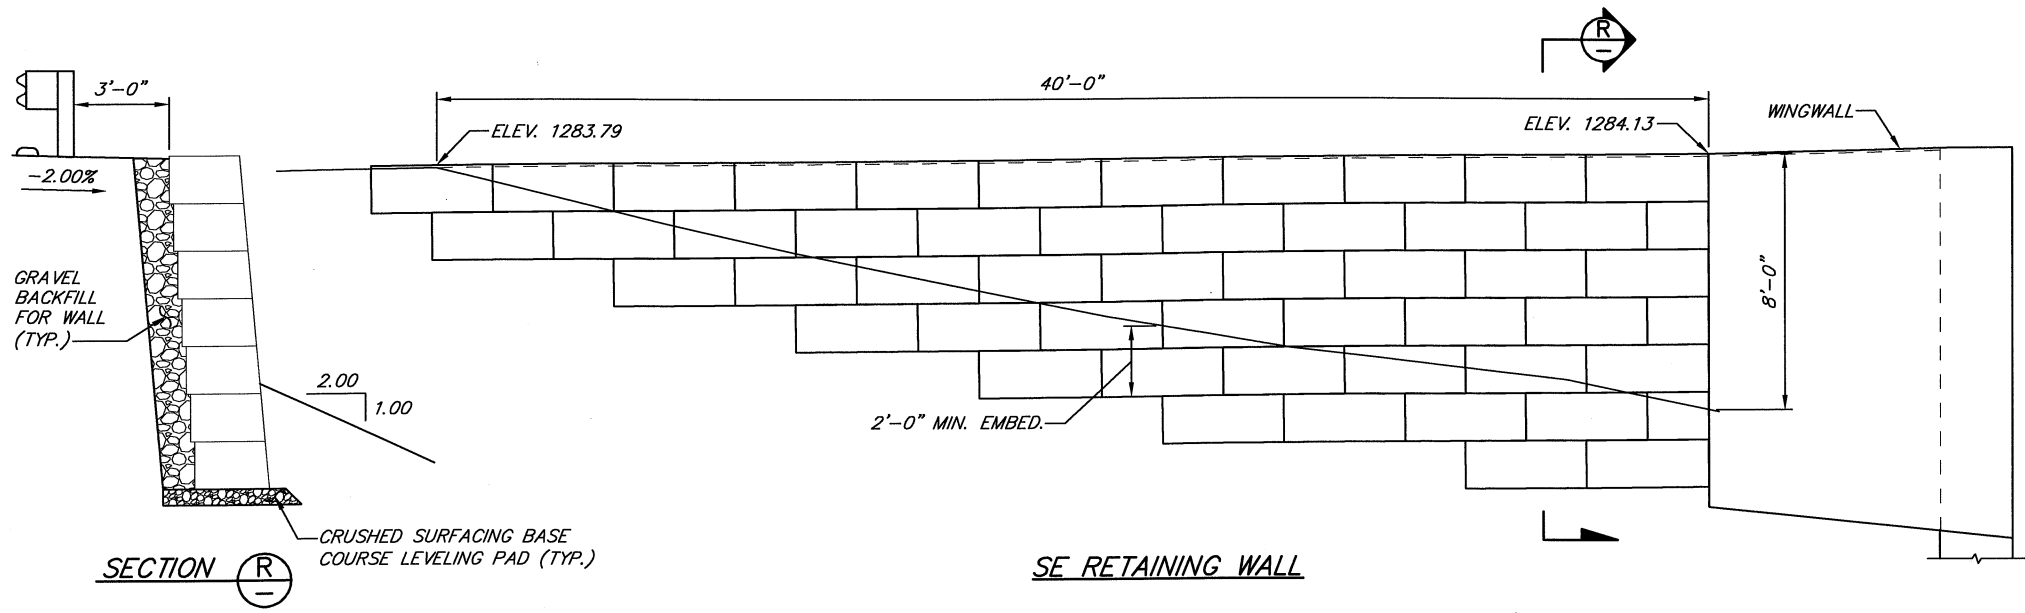 R
3'-0"
40'-0"
ELEV. 1283.79
ELEV. 1284.13
WINGWALL
-2.00%
GRAVEL
BACKFILL
FOR WALL
(TYP.)
8'-0"
2.00
1.00
2'-0" MIN. EMBED.
CRUSHED SURFACING BASE
COURSE LEVELING PAD (TYP.)
SECTION R
SE RETAINING WALL